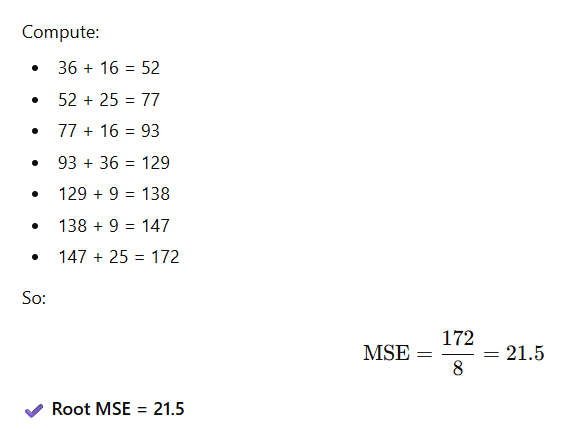 Compute:
• 36 + 16 = 52
• 52 + 25 = 77
• 77 + 16 = 93
• 93 + 36 = 129
• 129 + 9 = 138
• 138 + 9 = 147
• 147 + 25 = 172
So:
MSE = 172/8 = 21.5
✔ Root MSE = 21.5